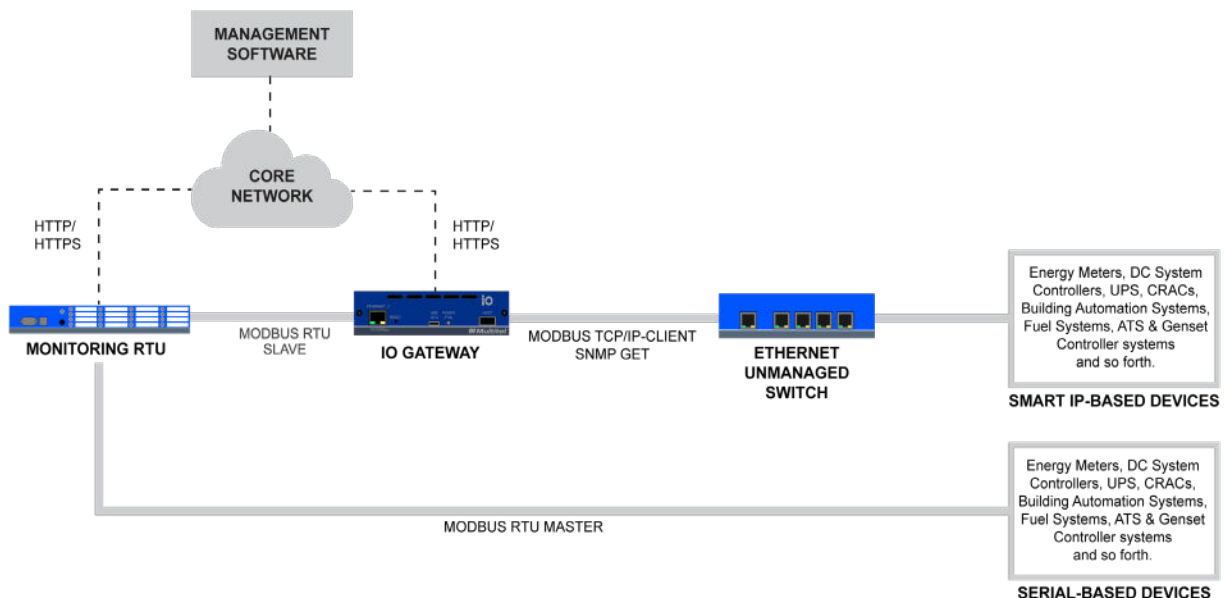 MANAGEMENT
SOFTWARE
CORE
NETWORK
HTTP/
HTTPS
HTTP/
HTTPS
MONITORING RTU
MODBUS RTU
SLAVE
iO
Multitel
IO GATEWAY
MODBUS TCP/IP-CLIENT
SNMP GET
ETHERNET
UNMANAGED
SWITCH
Energy Meters, DC System
Controllers, UPS, CRACs,
Building Automation Systems,
Fuel Systems, ATS & Genset
Controller systems
and so forth.
SMART IP-BASED DEVICES
MODBUS RTU MASTER
Energy Meters, DC System
Controllers, UPS, CRACs,
Building Automation Systems,
Fuel Systems, ATS & Genset
Controller systems
and so forth.
SERIAL-BASED DEVICES